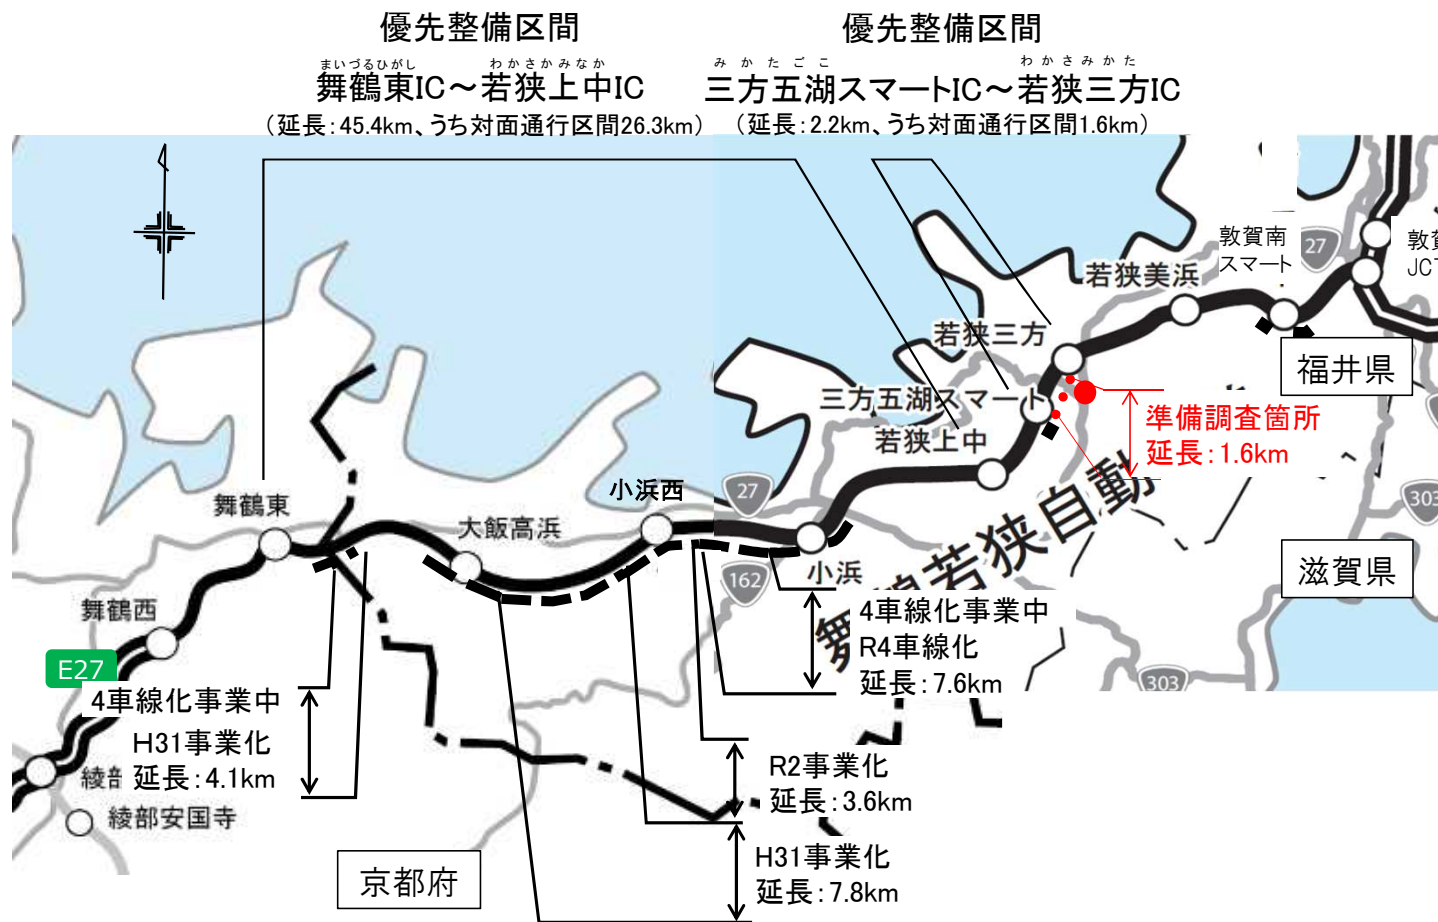 優先整備区間
まいづるひがし わかさかみなか
舞鶴東IC～若狭上中IC
（延長：45.4km、うち対面通行区間26.3km）
優先整備区間
みかたごこ わかさみかた
三方五湖スマートIC～若狭三方IC
（延長：2.2km、うち対面通行区間1.6km）
敦賀南
スマート
27
敦賀
JCT
若狭美浜
若狭三方
福井県
三方五湖スマート
若狭上中
準備調査箇所
延長：1.6km
303
27
小浜西
舞鶴東
大飯高浜
小浜
162
舞鶴若狭自動
滋賀県
舞鶴西
E27
4車線化事業中
R4車線化
延長：7.6km
303
4車線化事業中
H31事業化
延長：4.1km
綾部
綾部安国寺
R2事業化
延長：3.6km
H31事業化
延長：7.8km
京都府